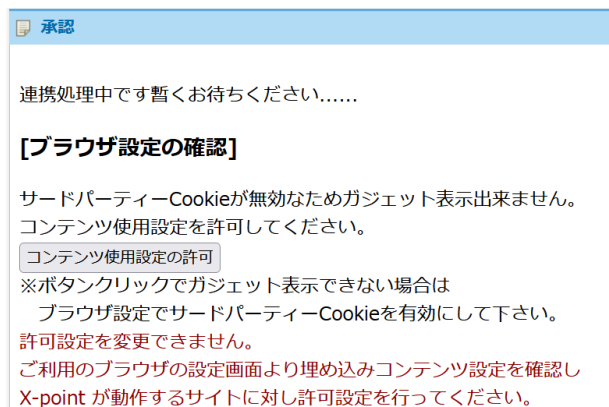 承認
連携処理中です暫くお待ちください......
[ブラウザ設定の確認]
サードパーティーCookieが無効なためガジェット表示出来ません。
コンテンツ使用設定を許可してください。
コンテンツ使用設定の許可
※ボタンクリックでガジェット表示できない場合は
ブラウザ設定でサードパーティーCookieを有効にして下さい。
許可設定を変更できません。
ご利用のブラウザの設定画面より埋め込みコンテンツ設定を確認し
X-point が動作するサイトに対し許可設定を行ってください。